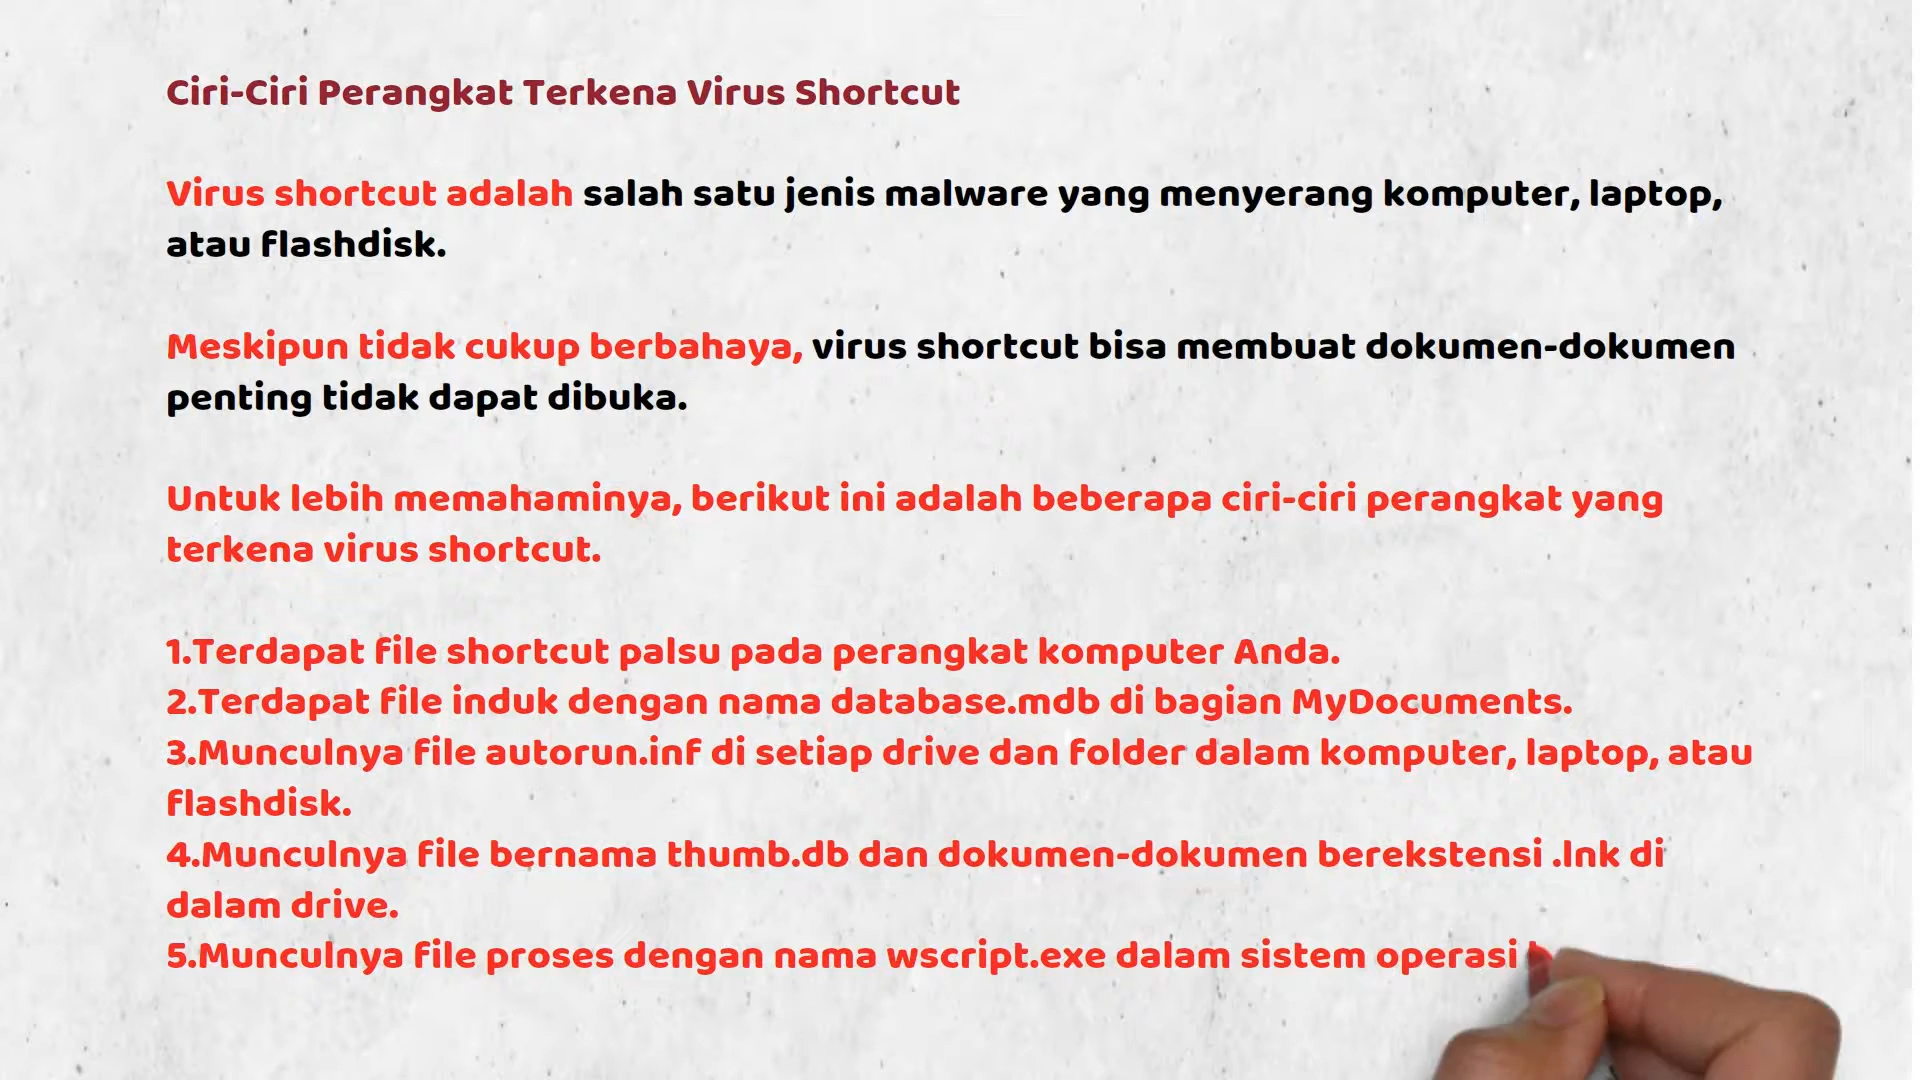 Ciri-Ciri Perangkat Terkena Virus Shortcut
Virus shortcut adalah salah satu jenis malware yang menyerang komputer, laptop,
atau flashdisk.
Meskipun tidak cukup berbahaya, virus shortcut bisa membuat dokumen-dokumen
penting tidak dapat dibuka.
Untuk lebih memahaminya, berikut ini adalah beberapa ciri-ciri perangkat yang
terkena virus shortcut.
1.Terdapat file shortcut palsu pada perangkat komputer Anda.
2.Terdapat file induk dengan nama database.mdb di bagian MyDocuments.
3.Munculnya file autorun.inf di setiap drive dan folder dalam komputer, laptop, atau
flashdisk.
4.Munculnya file bernama thumb.db dan dokumen-dokumen berekstensi .lnk di
dalam drive.
5.Munculnya file proses dengan nama wscript.exe dalam sistem operasi